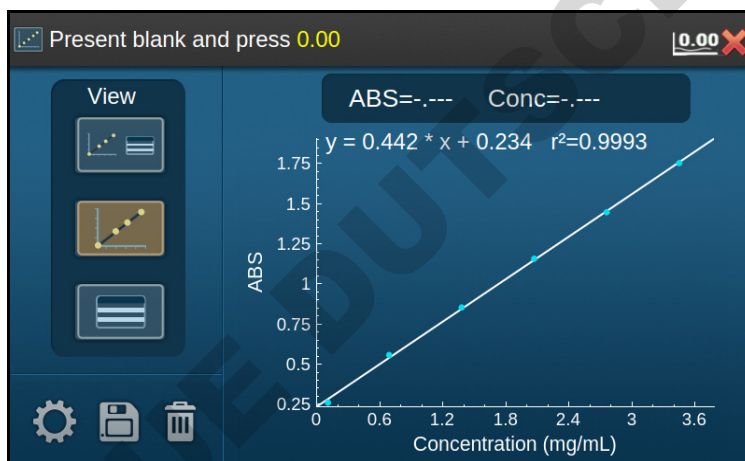 Present blank and press 0.00
0.00
View
ABS=-.--- Conc=-.---
y = 0.442 * x + 0.234 r²=0.9993
1.75
1.5
1.25
1
0.75
0.5
0.25
ABS
0 0.6 1.2 1.8 2.4 3 3.6
Concentration (mg/mL)
UE DUTSC